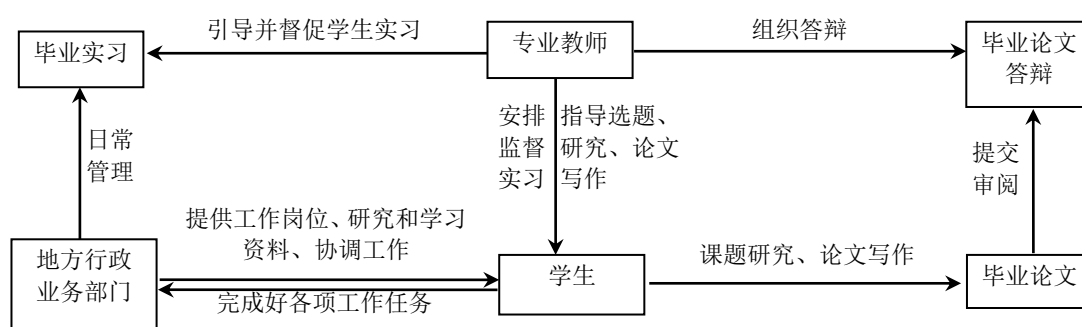 引导并督促学生实习
组织答辩
毕业实习
专业教师
毕业论文
答辩
日常
管理
安排
监督
实习
指导选题、
研究、论文
写作
提交
审阅
提供工作岗位、研究和学习
资料、协调工作
地方行政
业务部门
完成好各项工作任务
学生
课题研究、论文写作
毕业论文